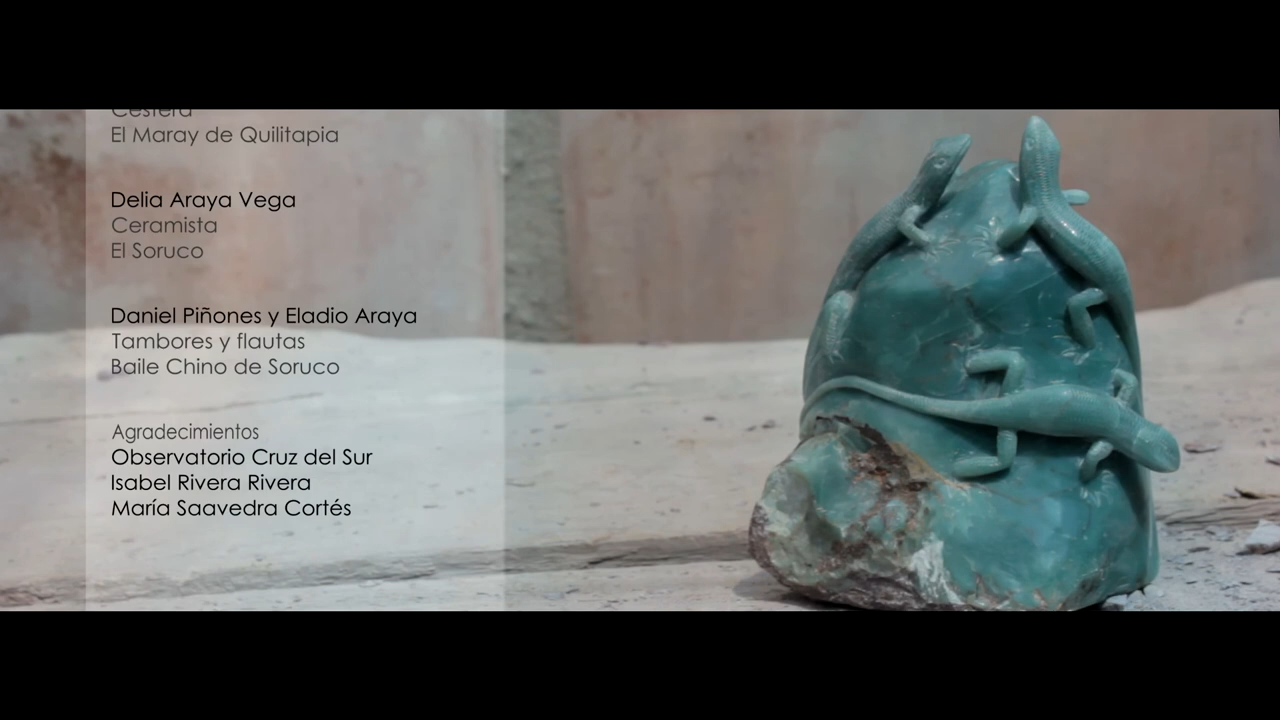 Cestera
El Maray de Quilitapia
Delia Araya Vega
Ceramista
El Soruco
Daniel Piñones y Eladio Araya
Tambores y flautas
Baile Chino de Soruco
Agradecimientos
Observatorio Cruz del Sur
Isabel Rivera Rivera
María Saavedra Cortés